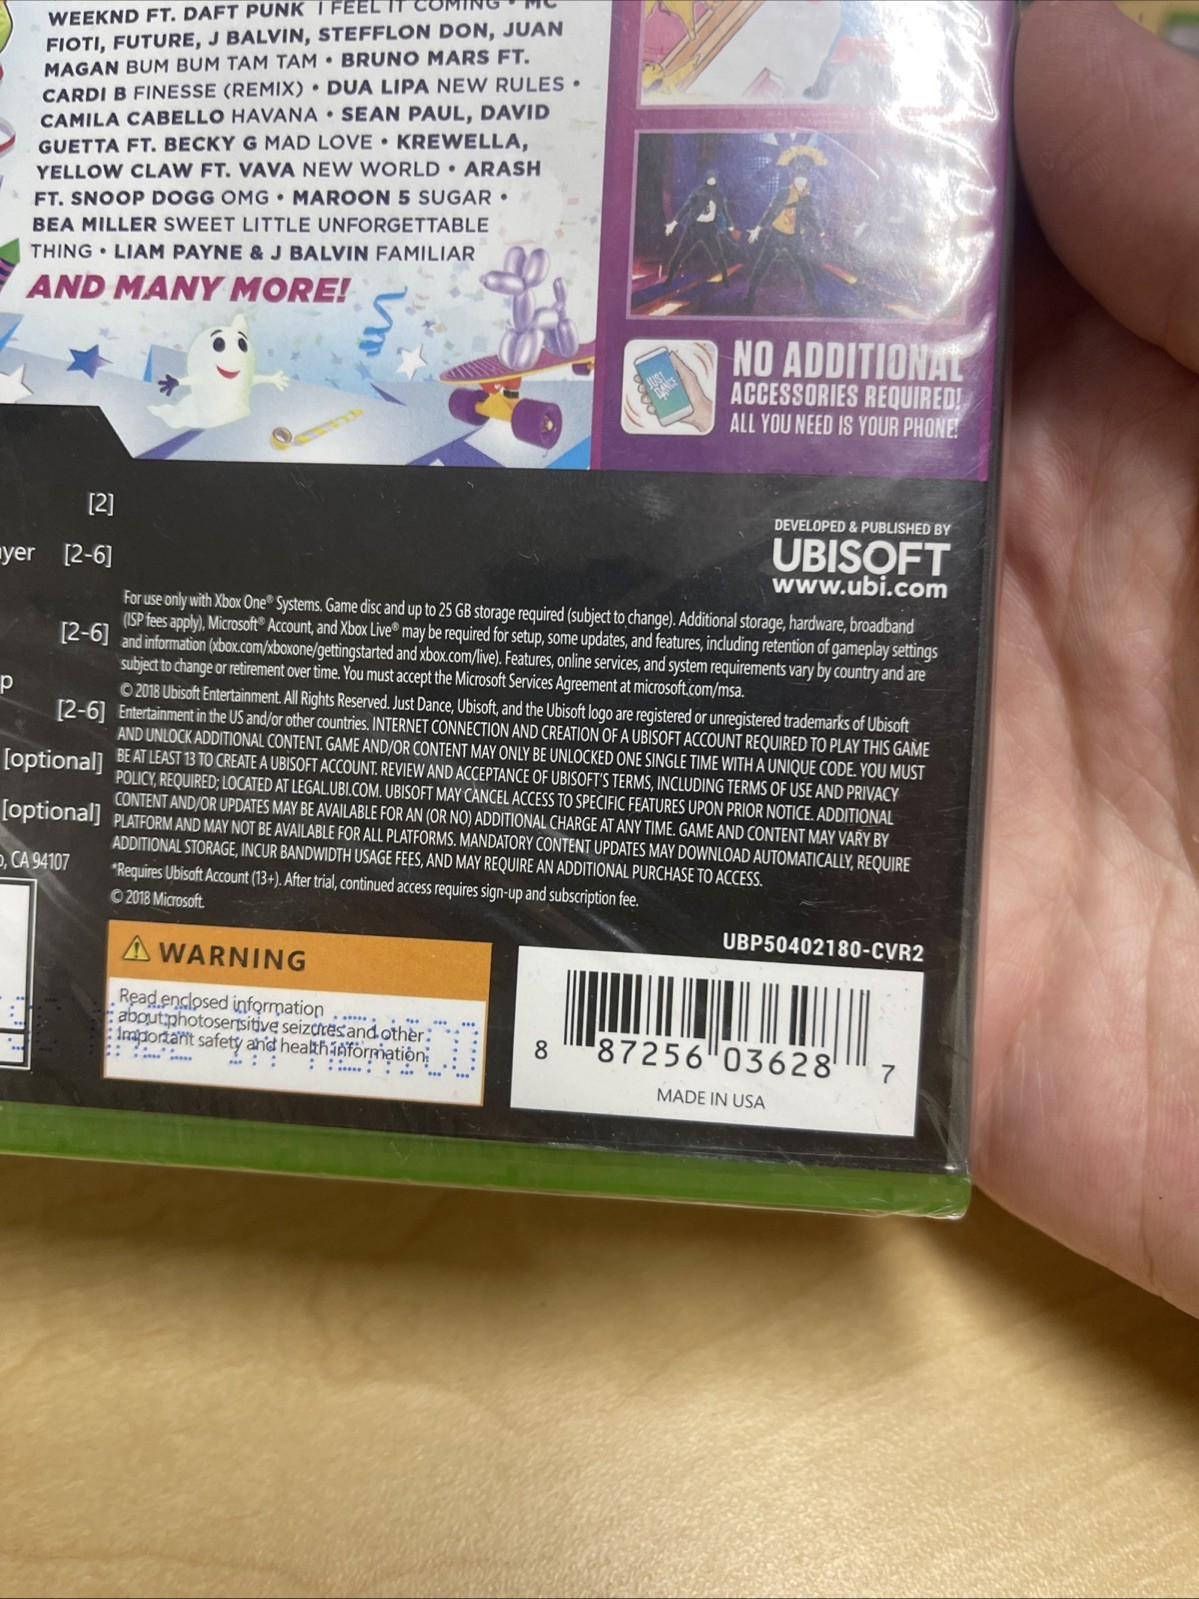 WEEKND FT. DAFT PUNK I FEEL IT COMING • MC
FIOTI, FUTURE, J BALVIN, STEFFLON DON, JUAN
MAGAN BUM BUM TAM TAM • BRUNO MARS FT.
CARDI B FINESSE (REMIX) • DUA LIPA NEW RULES •
CAMILA CABELLO HAVANA • SEAN PAUL, DAVID
GUETTA FT. BECKY G MAD LOVE • KREWELLA,
YELLOW CLAW FT. VAVA NEW WORLD • ARASH
FT. SNOOP DOGG OMG • MAROON 5 SUGAR •
BEA MILLER SWEET LITTLE UNFORGETTABLE
THING • LIAM PAYNE & J BALVIN FAMILIAR
AND MANY MORE!
JUST
DANCE
NO ADDITIONAL
ACCESSORIES REQUIRED!
ALL YOU NEED IS YOUR PHONE!
[2]
yer [2-6]
[2-6]
p
[2-6]
[optional]
[optional]
, CA 94107
DEVELOPED & PUBLISHED BY
UBISOFT
www.ubi.com
For use only with Xbox One® Systems. Game disc and up to 25 GB storage required (subject to change). Additional storage, hardware, broadband
(ISP fees apply), Microsoft® Account, and Xbox Live® may be required for setup, some updates, and features, including retention of gameplay settings
and information (xbox.com/xboxone/gettingstarted and xbox.com/live). Features, online services, and system requirements vary by country and are
subject to change or retirement over time. You must accept the Microsoft Services Agreement at microsoft.com/msa.
© 2018 Ubisoft Entertainment. All Rights Reserved. Just Dance, Ubisoft, and the Ubisoft logo are registered or unregistered trademarks of Ubisoft
Entertainment in the US and/or other countries. INTERNET CONNECTION AND CREATION OF A UBISOFT ACCOUNT REQUIRED TO PLAY THIS GAME
AND UNLOCK ADDITIONAL CONTENT. GAME AND/OR CONTENT MAY ONLY BE UNLOCKED ONE SINGLE TIME WITH A UNIQUE CODE. YOU MUST
BE AT LEAST 13 TO CREATE A UBISOFT ACCOUNT. REVIEW AND ACCEPTANCE OF UBISOFT'S TERMS, INCLUDING TERMS OF USE AND PRIVACY
POLICY, REQUIRED; LOCATED AT LEGAL.UBI.COM. UBISOFT MAY CANCEL ACCESS TO SPECIFIC FEATURES UPON PRIOR NOTICE. ADDITIONAL
CONTENT AND/OR UPDATES MAY BE AVAILABLE FOR AN (OR NO) ADDITIONAL CHARGE AT ANY TIME. GAME AND CONTENT MAY VARY BY
PLATFORM AND MAY NOT BE AVAILABLE FOR ALL PLATFORMS. MANDATORY CONTENT UPDATES MAY DOWNLOAD AUTOMATICALLY, REQUIRE
ADDITIONAL STORAGE, INCUR BANDWIDTH USAGE FEES, AND MAY REQUIRE AN ADDITIONAL PURCHASE TO ACCESS.
*Requires Ubisoft Account (13+). After trial, continued access requires sign-up and subscription fee.
© 2018 Microsoft.
WARNING
Read enclosed information
about photosensitive seizures and other
important safety and health information.
MEXICO
UBP50402180-CVR2
8 87256 03628 7
MADE IN USA